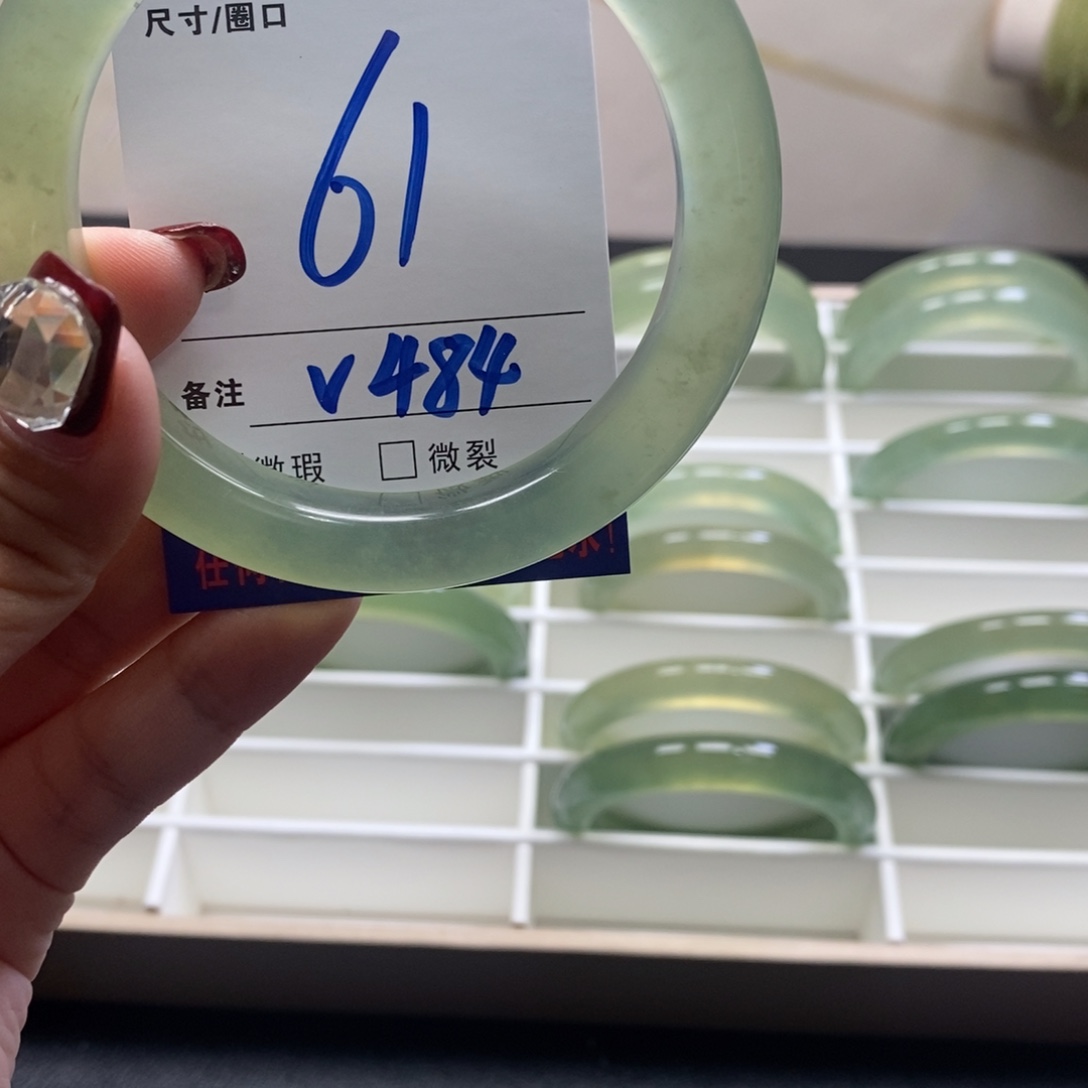 尺寸/圈口
61
备注 v484
微瑕 □ 微裂